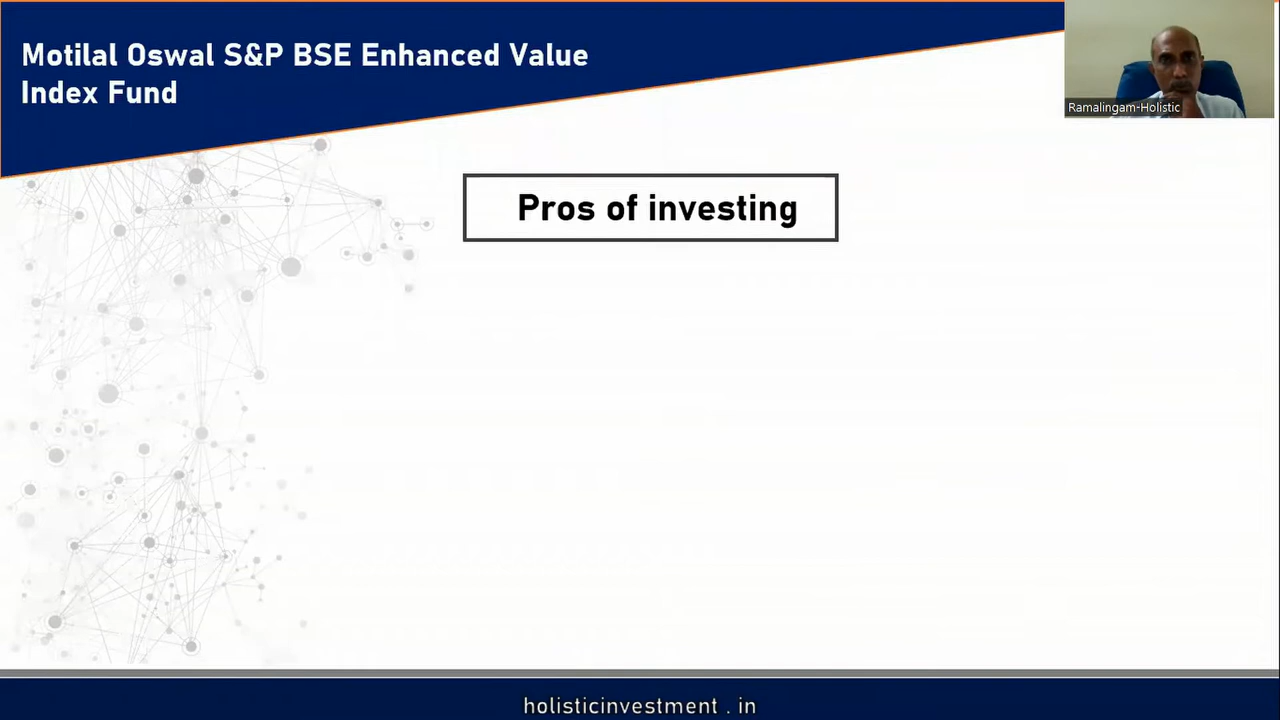 Motilal Oswal S&P BSE Enhanced Value
Index Fund
Ramalingam-Holistic
Pros of investing
holisticinvestment . in